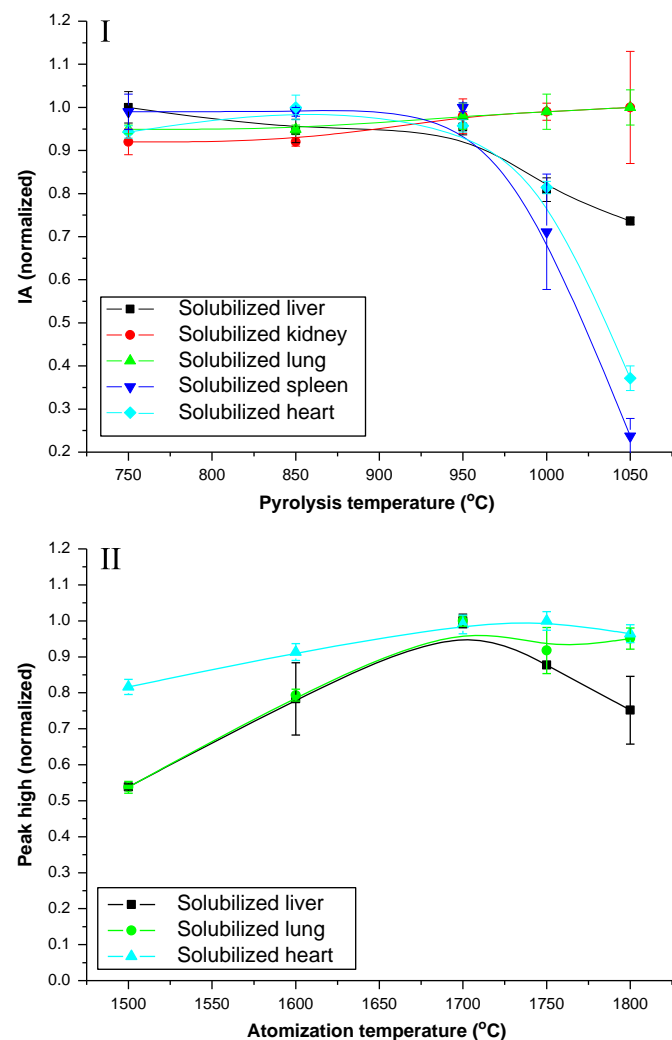 I
1.2
1.1
1.0
0.9
0.8
0.7
0.6
0.5
0.4
0.3
0.2
IA (normalized)
Solubilized liver
Solubilized kidney
Solubilized lung
Solubilized spleen
Solubilized heart
750 800 850 900 950 1000 1050
Pyrolysis temperature (°C)
II
1.2
1.1
1.0
0.9
0.8
0.7
0.6
0.5
0.4
0.3
0.2
0.1
0.0
Peak high (normalized)
Solubilized liver
Solubilized lung
Solubilized heart
1500 1550 1600 1650 1700 1750 1800
Atomization temperature (°C)